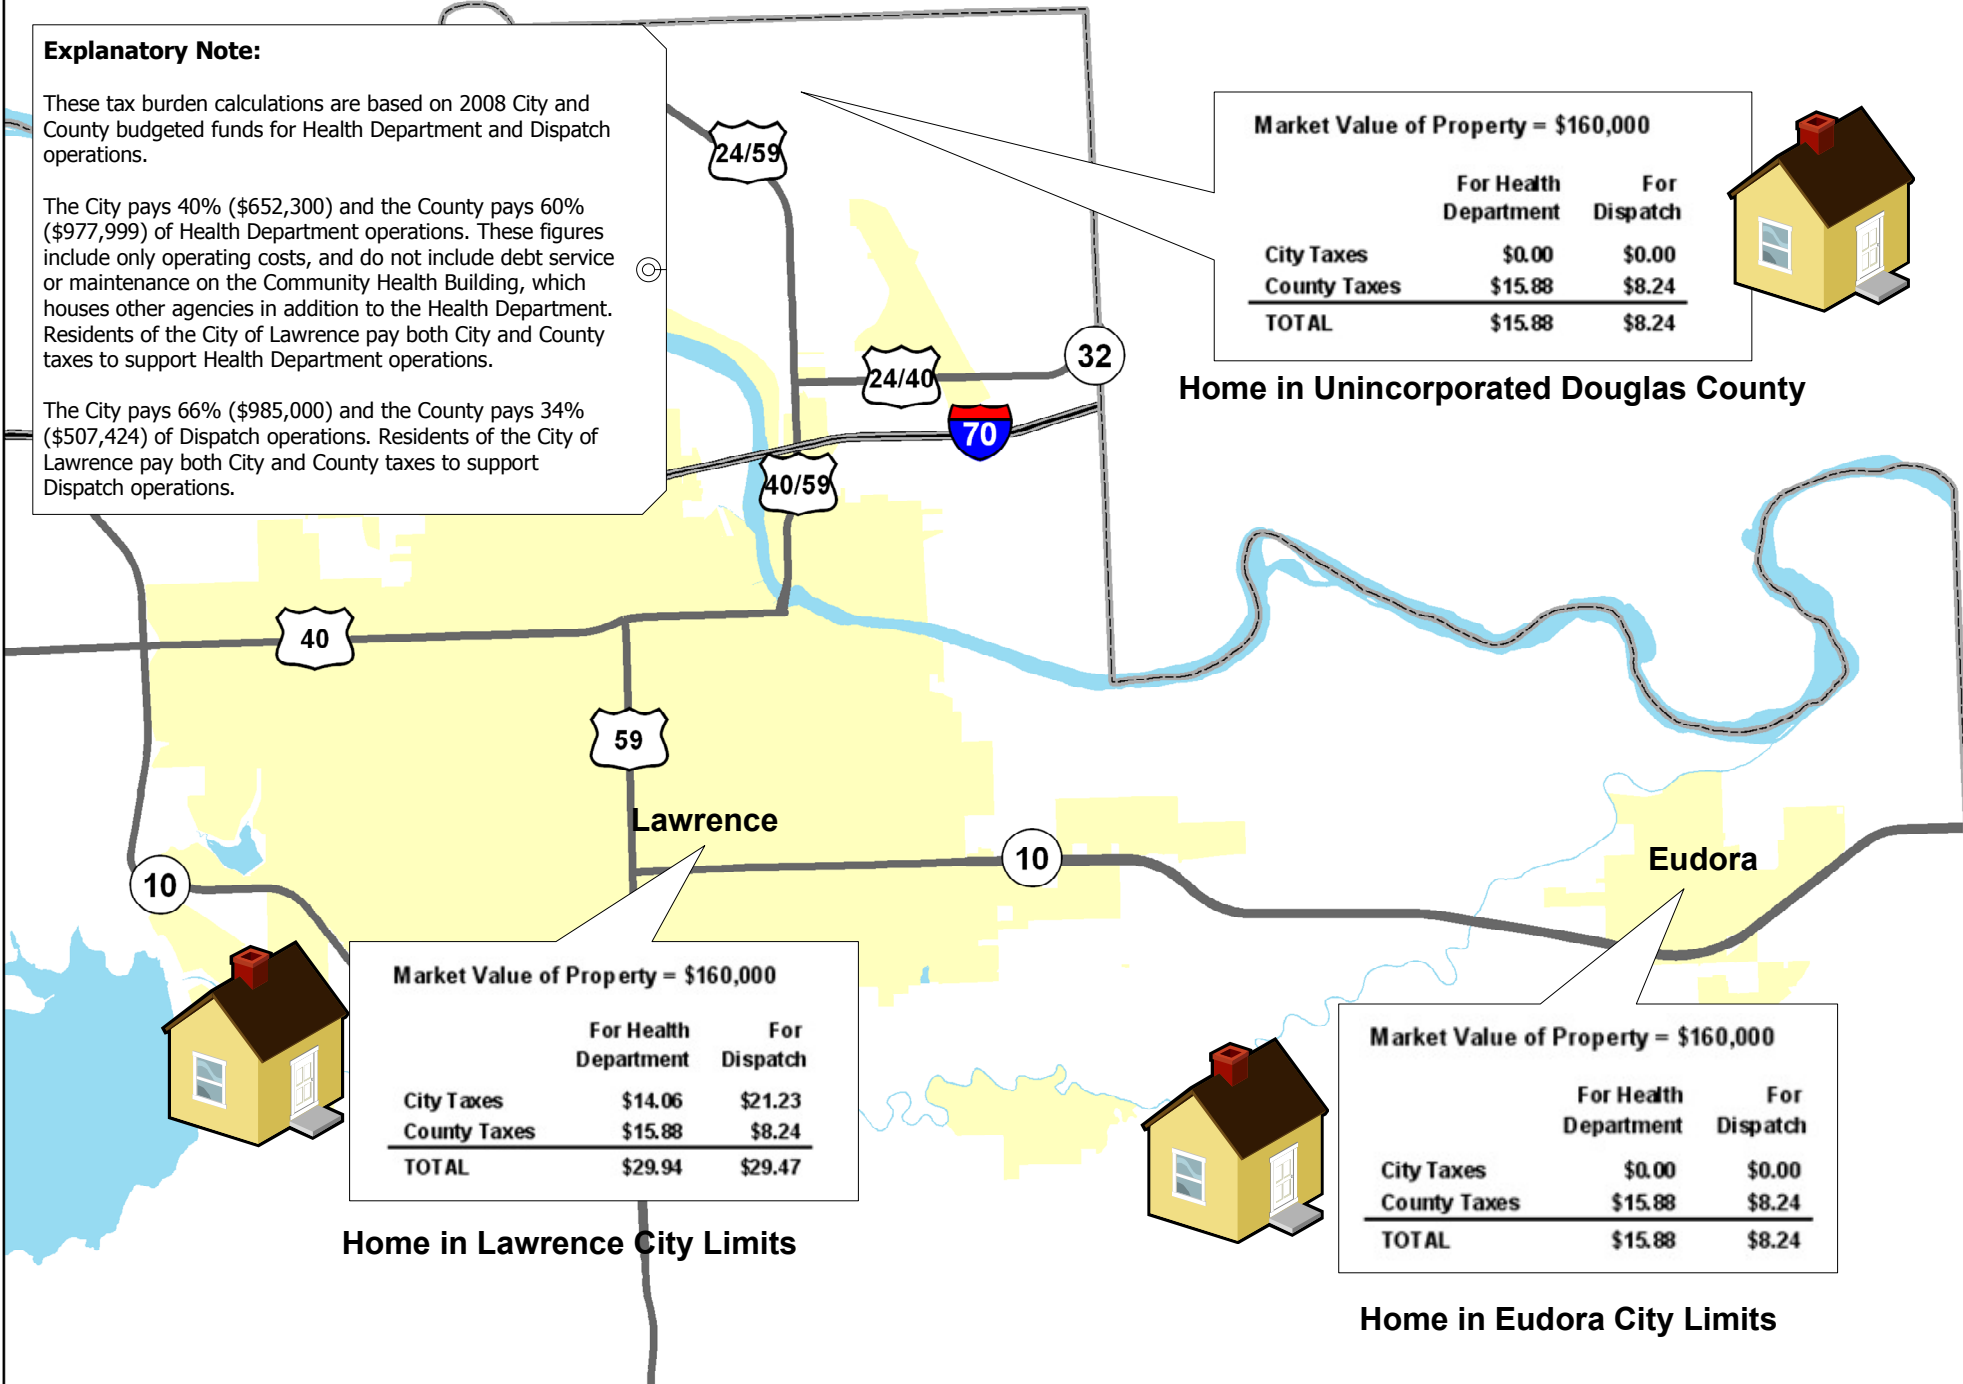 Explanatory Note:
These tax burden calculations are based on 2008 City and
County budgeted funds for Health Department and Dispatch
operations.
The City pays 40% ($652,300) and the County pays 60%
($977,999) of Health Department operations. These figures
include only operating costs, and do not include debt service
or maintenance on the Community Health Building, which
houses other agencies in addition to the Health Department.
Residents of the City of Lawrence pay both City and County
taxes to support Health Department operations.
The City pays 66% ($985,000) and the County pays 34%
($507,424) of Dispatch operations. Residents of the City of
Lawrence pay both City and County taxes to support
Dispatch operations.
24/59
Market Value of Property = $160,000
For Health For
Department Dispatch
City Taxes $0.00 $0.00
County Taxes $15.88 $8.24
TOTAL $15.88 $8.24
Home in Unincorporated Douglas County
32
24/40
70
40/59
40
59
Lawrence
10
10
Eudora
Market Value of Property = $160,000
For Health For
Department Dispatch
City Taxes $14.06 $21.23
County Taxes $15.88 $8.24
TOTAL $29.94 $29.47
Home in Lawrence City Limits
Market Value of Property = $160,000
For Health For
Department Dispatch
City Taxes $0.00 $0.00
County Taxes $15.88 $8.24
TOTAL $15.88 $8.24
Home in Eudora City Limits